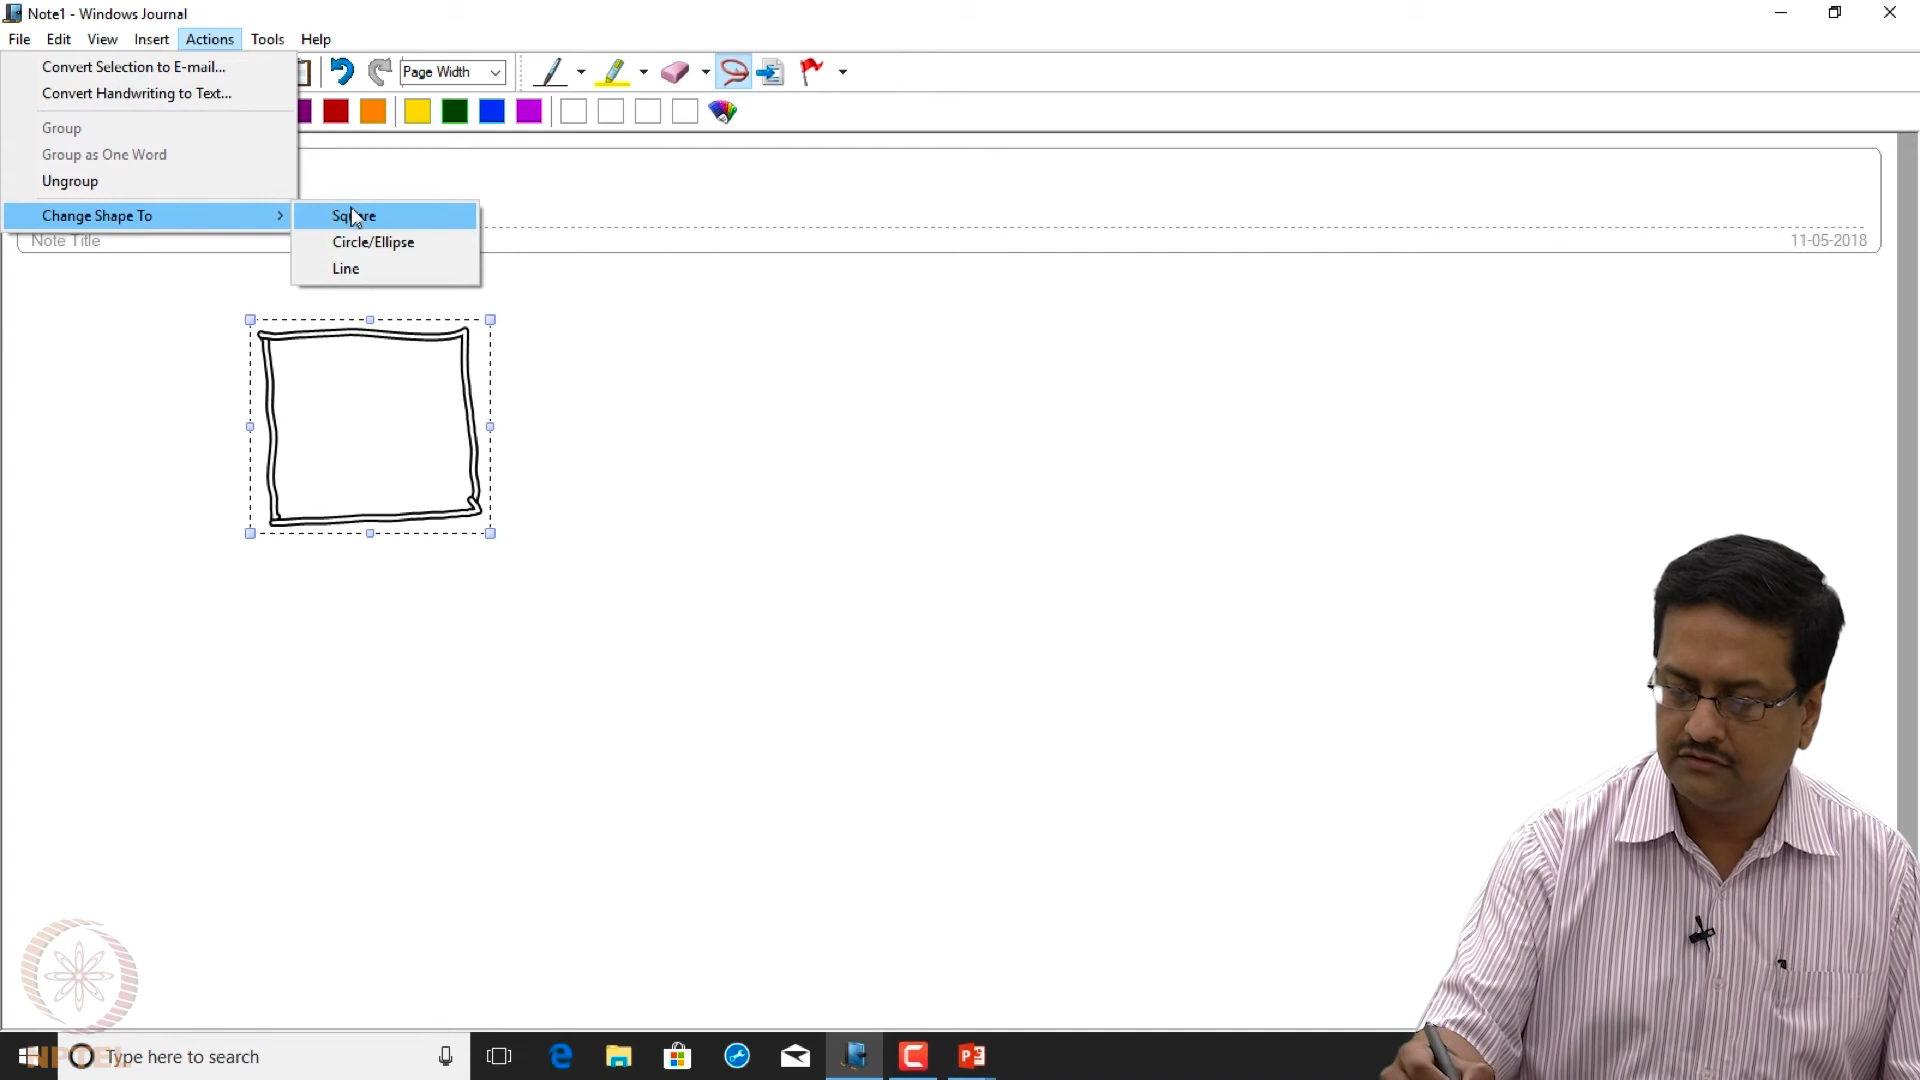 Note1 - Windows Journal
File Edit View Insert Actions Tools Help
Convert Selection to E-mail...
Page Width
Convert Handwriting to Text...
Group
Group as One Word
Ungroup
Change Shape To
Square
Circle/Ellipse
Line
Note Title
11-05-2018
NPTEL
Type here to search